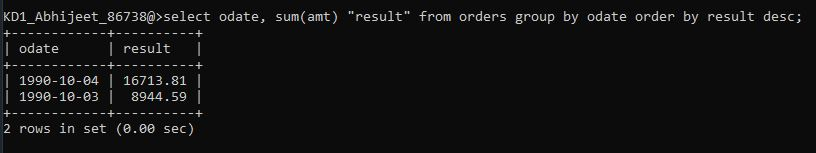 KD1_Abhijeet_86738@>select odate, sum(amt) "result" from orders group by odate order by result desc;
+------------+----------+
| odate      | result   |
+------------+----------+
| 1990-10-04 | 16713.81 |
| 1990-10-03 |  8944.59 |
+------------+----------+
2 rows in set (0.00 sec)